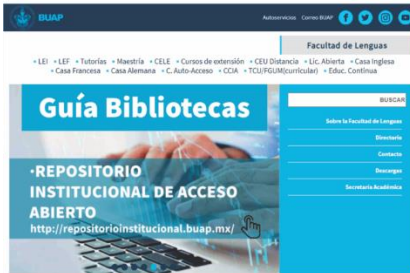 BUAP
Autoservicios Correo BUAP
Facultad de Lenguas
• LEI • LEF • Tutorías • Maestría • CELE • Cursos de extensión • CEU Distancia • Lic. Abierta • Casa Inglesa
• Casa Francesa • Casa Alemana • C. Auto-Acceso • CCIA • TCU/FGUM(curricular) • Educ. Continua
Guía Bibliotecas
•REPOSITORIO
INSTITUCIONAL DE ACCESO
ABIERTO
http://repositorioinstitucional.buap.mx/
BUSCAR
Sobre la Facultad de Lenguas
Directorio
Contacto
Descargas
Secretaría Académica